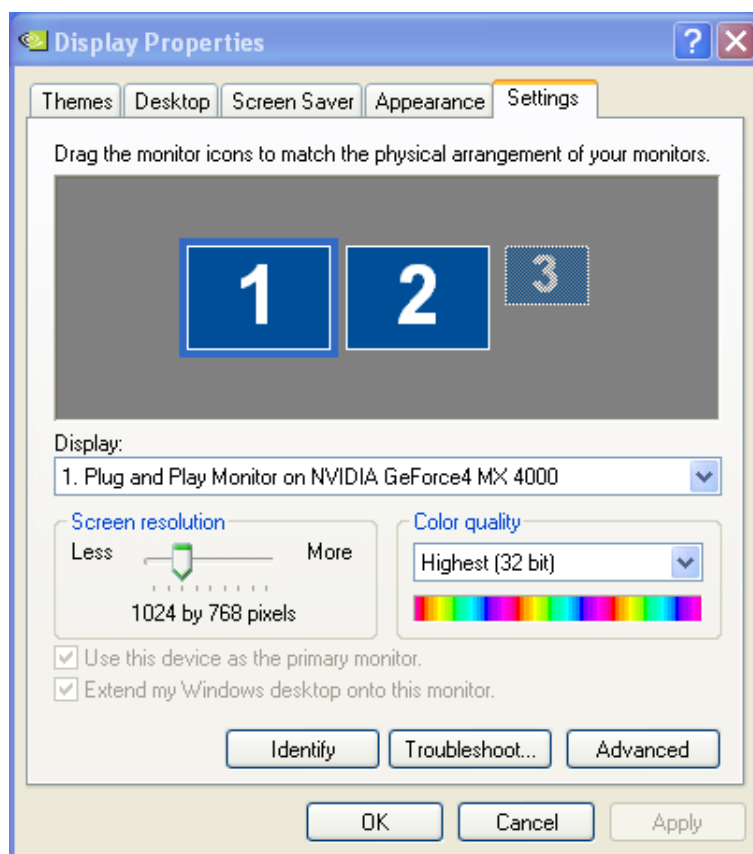 Display Properties
Themes Desktop Screen Saver Appearance Settings
Drag the monitor icons to match the physical arrangement of your monitors.
1 2 3
Display:
1. Plug and Play Monitor on NVIDIA GeForce4 MX 4000
Screen resolution
Less More
1024 by 768 pixels
Color quality
Highest (32 bit)
Use this device as the primary monitor.
Extend my Windows desktop onto this monitor.
Identify Troubleshoot... Advanced
OK Cancel Apply